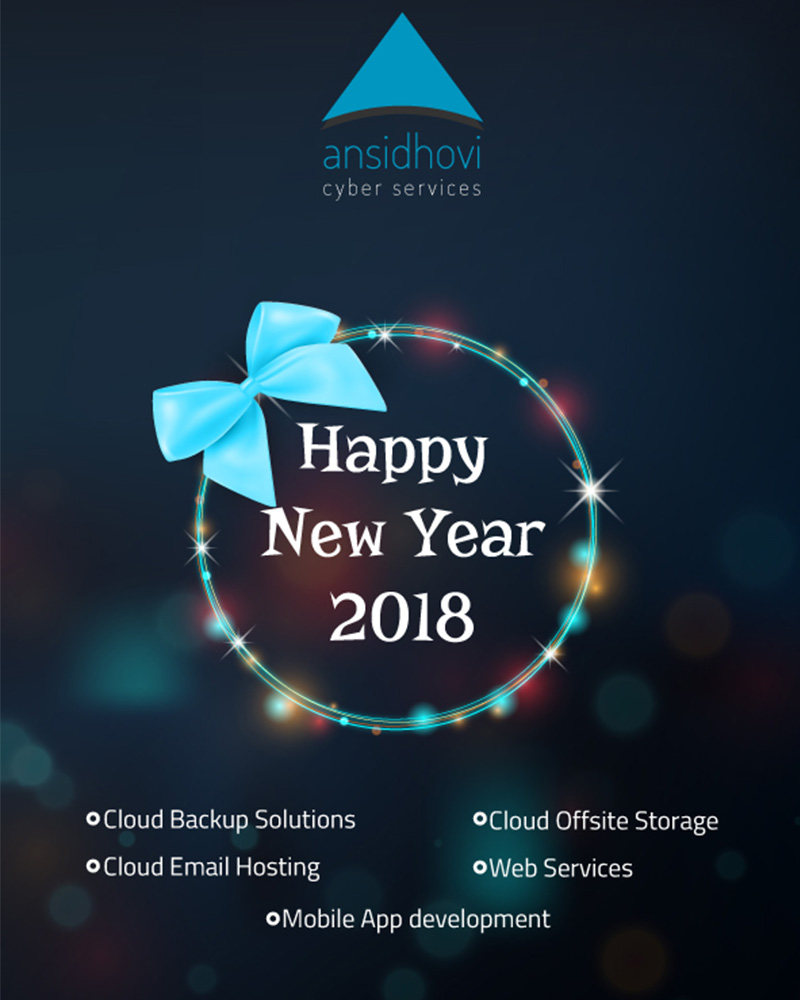 ansidhovi
cyber services
Happy
New Year
2018
Cloud Backup Solutions
Cloud Offsite Storage
Cloud Email Hosting
Web Services
Mobile App development